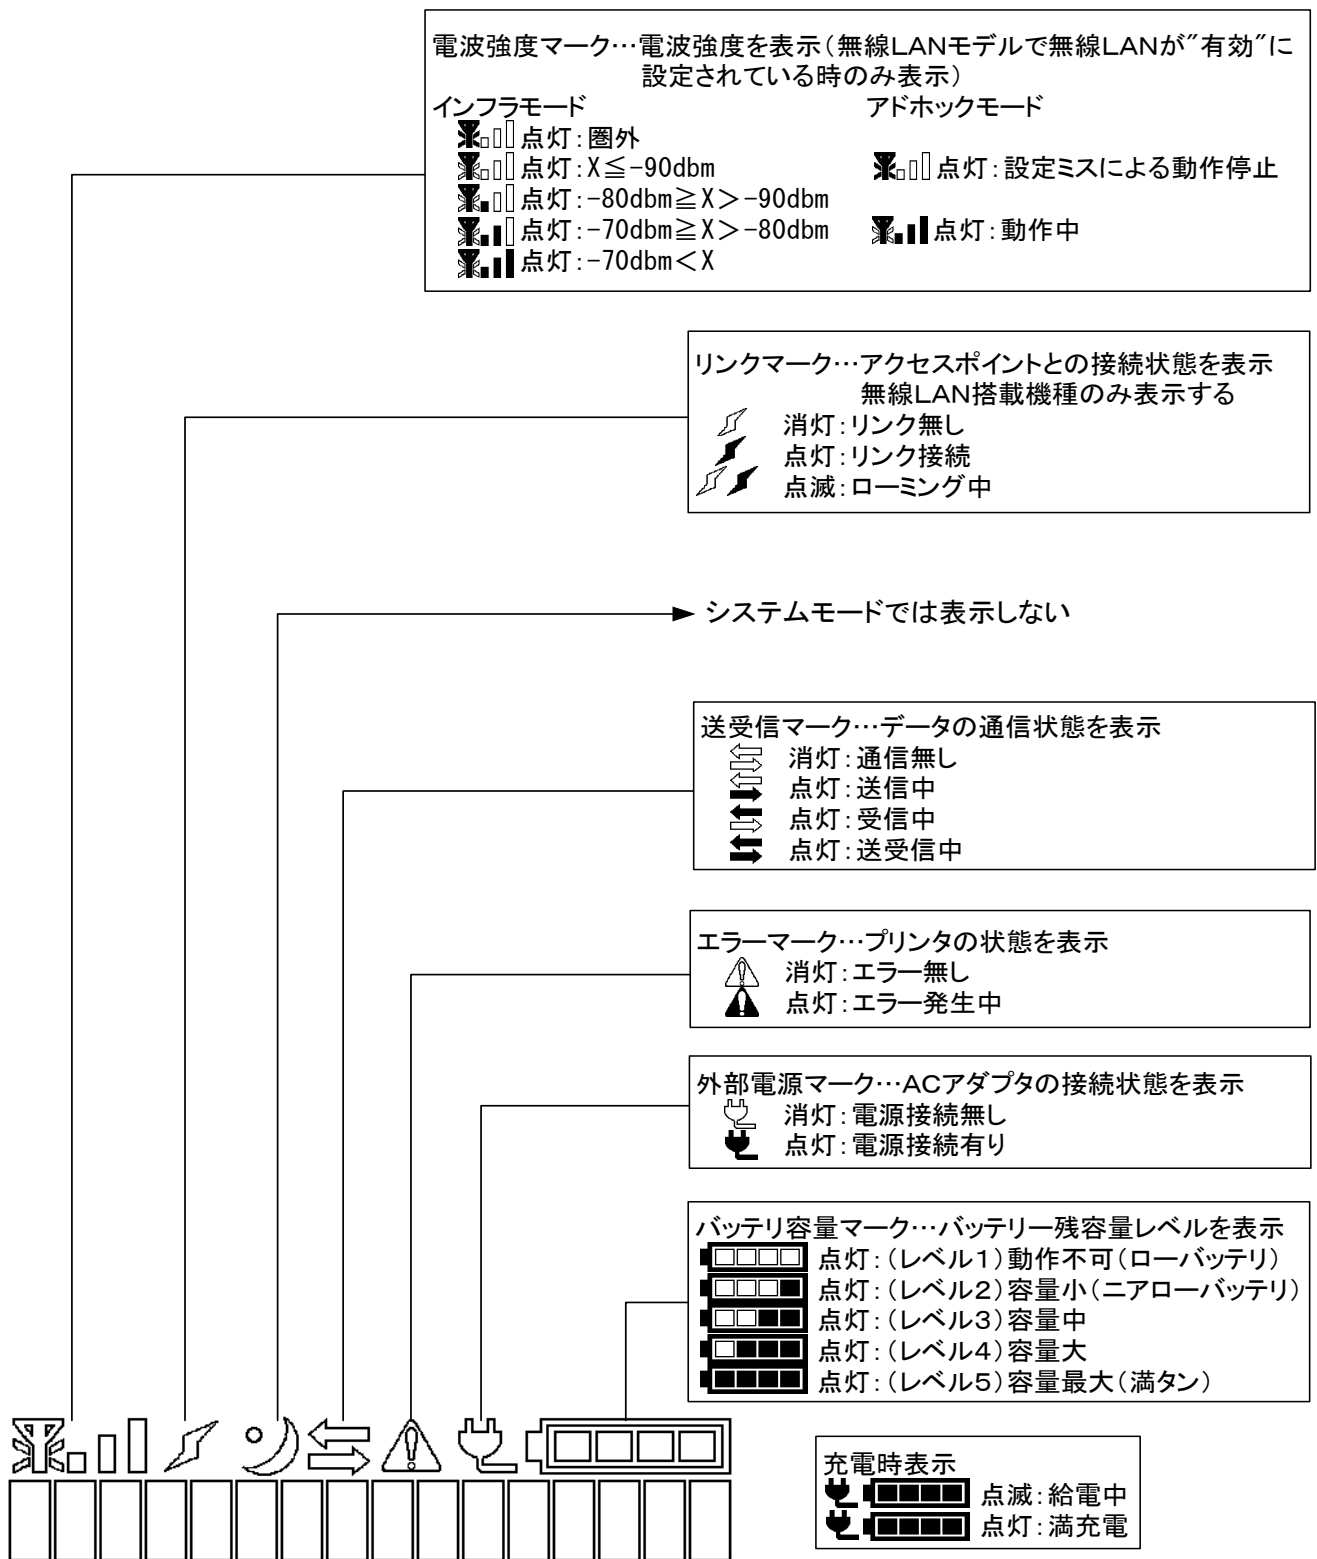 電波強度マーク…電波強度を表示(無線LANモデルで無線LANが″有効″に
設定されている時のみ表示)
インフラモード　アドホックモード
点灯:圏外
点灯:X≦-90dbm　点灯:設定ミスによる動作停止
点灯:-80dbm≧X>-90dbm
点灯:-70dbm≧X>-80dbm　点灯:動作中
点灯:-70dbm<X
リンクマーク…アクセスポイントとの接続状態を表示
無線LAN搭載機種のみ表示する
消灯:リンク無し
点灯:リンク接続
点滅:ローミング中
システムモードでは表示しない
送受信マーク…データの通信状態を表示
消灯:通信無し
点灯:送信中
点灯:受信中
点灯:送受信中
エラーマーク…プリンタの状態を表示
消灯:エラー無し
点灯:エラー発生中
外部電源マーク…ACアダプタの接続状態を表示
消灯:電源接続無し
点灯:電源接続有り
バッテリ容量マーク…バッテリー残容量レベルを表示
点灯:(レベル1)動作不可(ローバッテリ)
点灯:(レベル2)容量小(ニアローバッテリ)
点灯:(レベル3)容量中
点灯:(レベル4)容量大
点灯:(レベル5)容量最大(満タン)
充電時表示
点滅:給電中
点灯:満充電